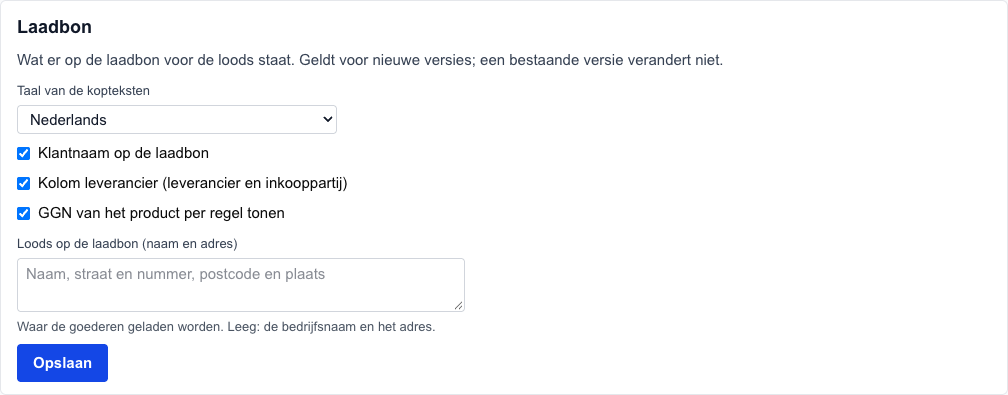 Laadbon
Wat er op de laadbon voor de loods staat. Geldt voor nieuwe versies; een bestaande versie verandert niet.
Taal van de kopteksten
Nederlands
Klantnaam op de laadbon
Kolom leverancier (leverancier en inkooppartij)
GGN van het product per regel tonen
Loods op de laadbon (naam en adres)
Naam, straat en nummer, postcode en plaats
Waar de goederen geladen worden. Leeg: de bedrijfsnaam en het adres.
Opslaan